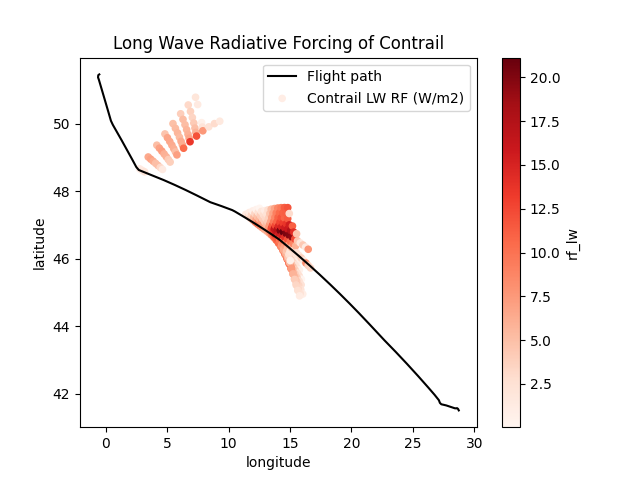 Long Wave Radiative Forcing of Contrail
Flight path
Contrail LW RF (W/m2)
50
48
46
44
42
latitude
0 5 10 15 20 25 30
longitude
20.0
17.5
15.0
12.5
10.0
7.5
5.0
2.5
rf_lw